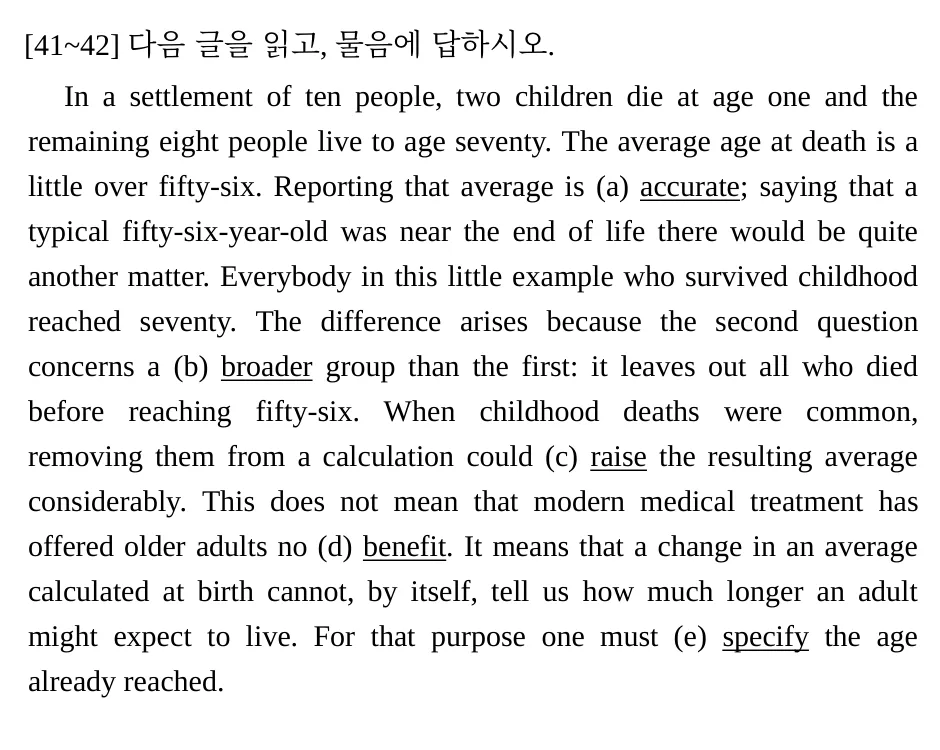 [41~42] 다음 글을 읽고, 물음에 답하시오.
In a settlement of ten people, two children die at age one and the
remaining eight people live to age seventy. The average age at death is a
little over fifty-six. Reporting that average is (a) accurate; saying that a
typical fifty-six-year-old was near the end of life there would be quite
another matter. Everybody in this little example who survived childhood
reached seventy. The difference arises because the second question
concerns a (b) broader group than the first: it leaves out all who died
before reaching fifty-six. When childhood deaths were common,
removing them from a calculation could (c) raise the resulting average
considerably. This does not mean that modern medical treatment has
offered older adults no (d) benefit. It means that a change in an average
calculated at birth cannot, by itself, tell us how much longer an adult
might expect to live. For that purpose one must (e) specify the age
already reached.